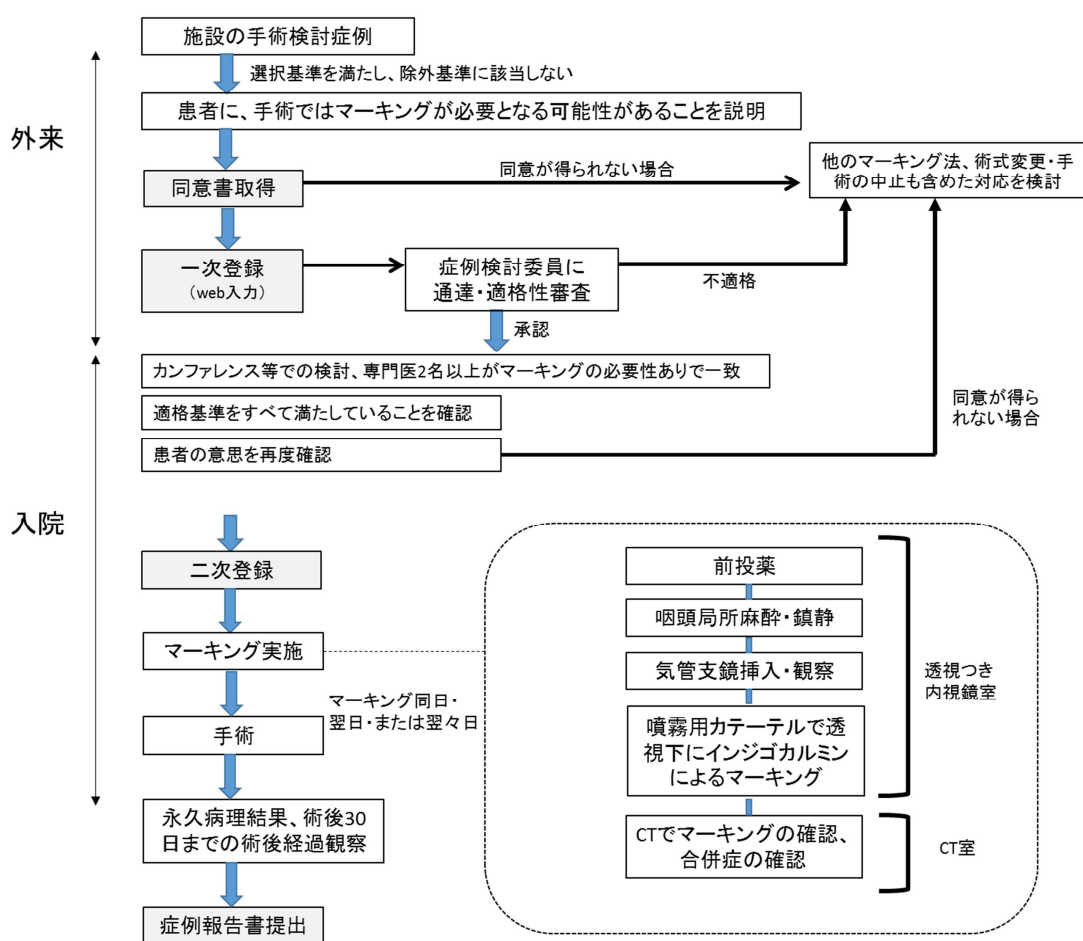 施設の手術検討症例
選択基準を満たし、除外基準に該当しない
患者に、手術ではマーキングが必要となる可能性があることを説明
外来
同意書取得
同意が得られない場合
他のマーキング法、術式変更・手
術の中止も含めた対応を検討
一次登録
（web入力）
症例検討委員に
通達・適格性審査
不適格
承認
カンファレンス等での検討、専門医2名以上がマーキングの必要性ありで一致
適格基準をすべて満たしていることを確認
患者の意思を再度確認
同意が得ら
れない場合
入院
二次登録
マーキング実施
マーキング同日・
翌日・または翌々日
手術
永久病理結果、術後30
日までの術後経過観察
症例報告書提出
前投薬
咽頭局所麻酔・鎮静
気管支鏡挿入・観察
噴霧用カテーテルで透
視下にインジゴカルミン
によるマーキング
透視つき
内視鏡室
CTでマーキングの確認、
合併症の確認
CT室